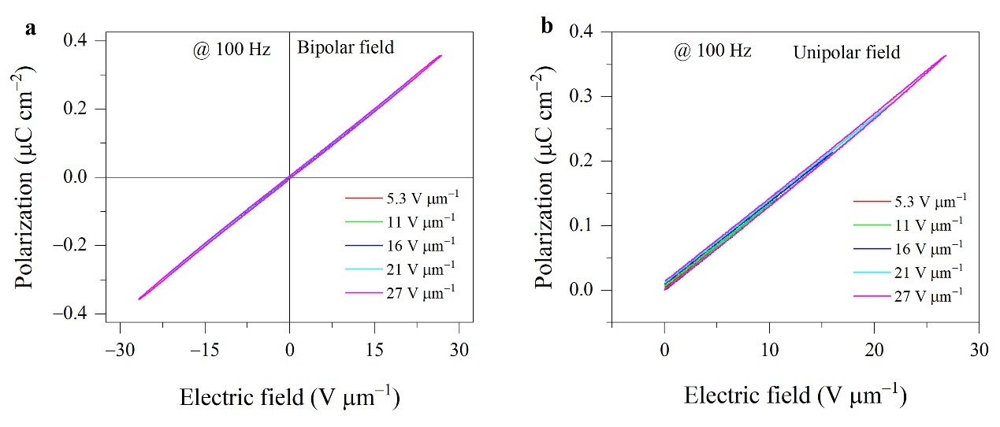 a
@ 100 Hz
Bipolar field
0.4
0.2
0.0
−0.2
−0.4
Polarization (μC cm⁻²)
5.3 V μm⁻¹
11 V μm⁻¹
16 V μm⁻¹
21 V μm⁻¹
27 V μm⁻¹
−30 −15 0 15 30
Electric field (V μm⁻¹)
b
@ 100 Hz
Unipolar field
0.4
0.3
0.2
0.1
0.0
Polarization (μC cm⁻²)
5.3 V μm⁻¹
11 V μm⁻¹
16 V μm⁻¹
21 V μm⁻¹
27 V μm⁻¹
0 10 20 30
Electric field (V μm⁻¹)